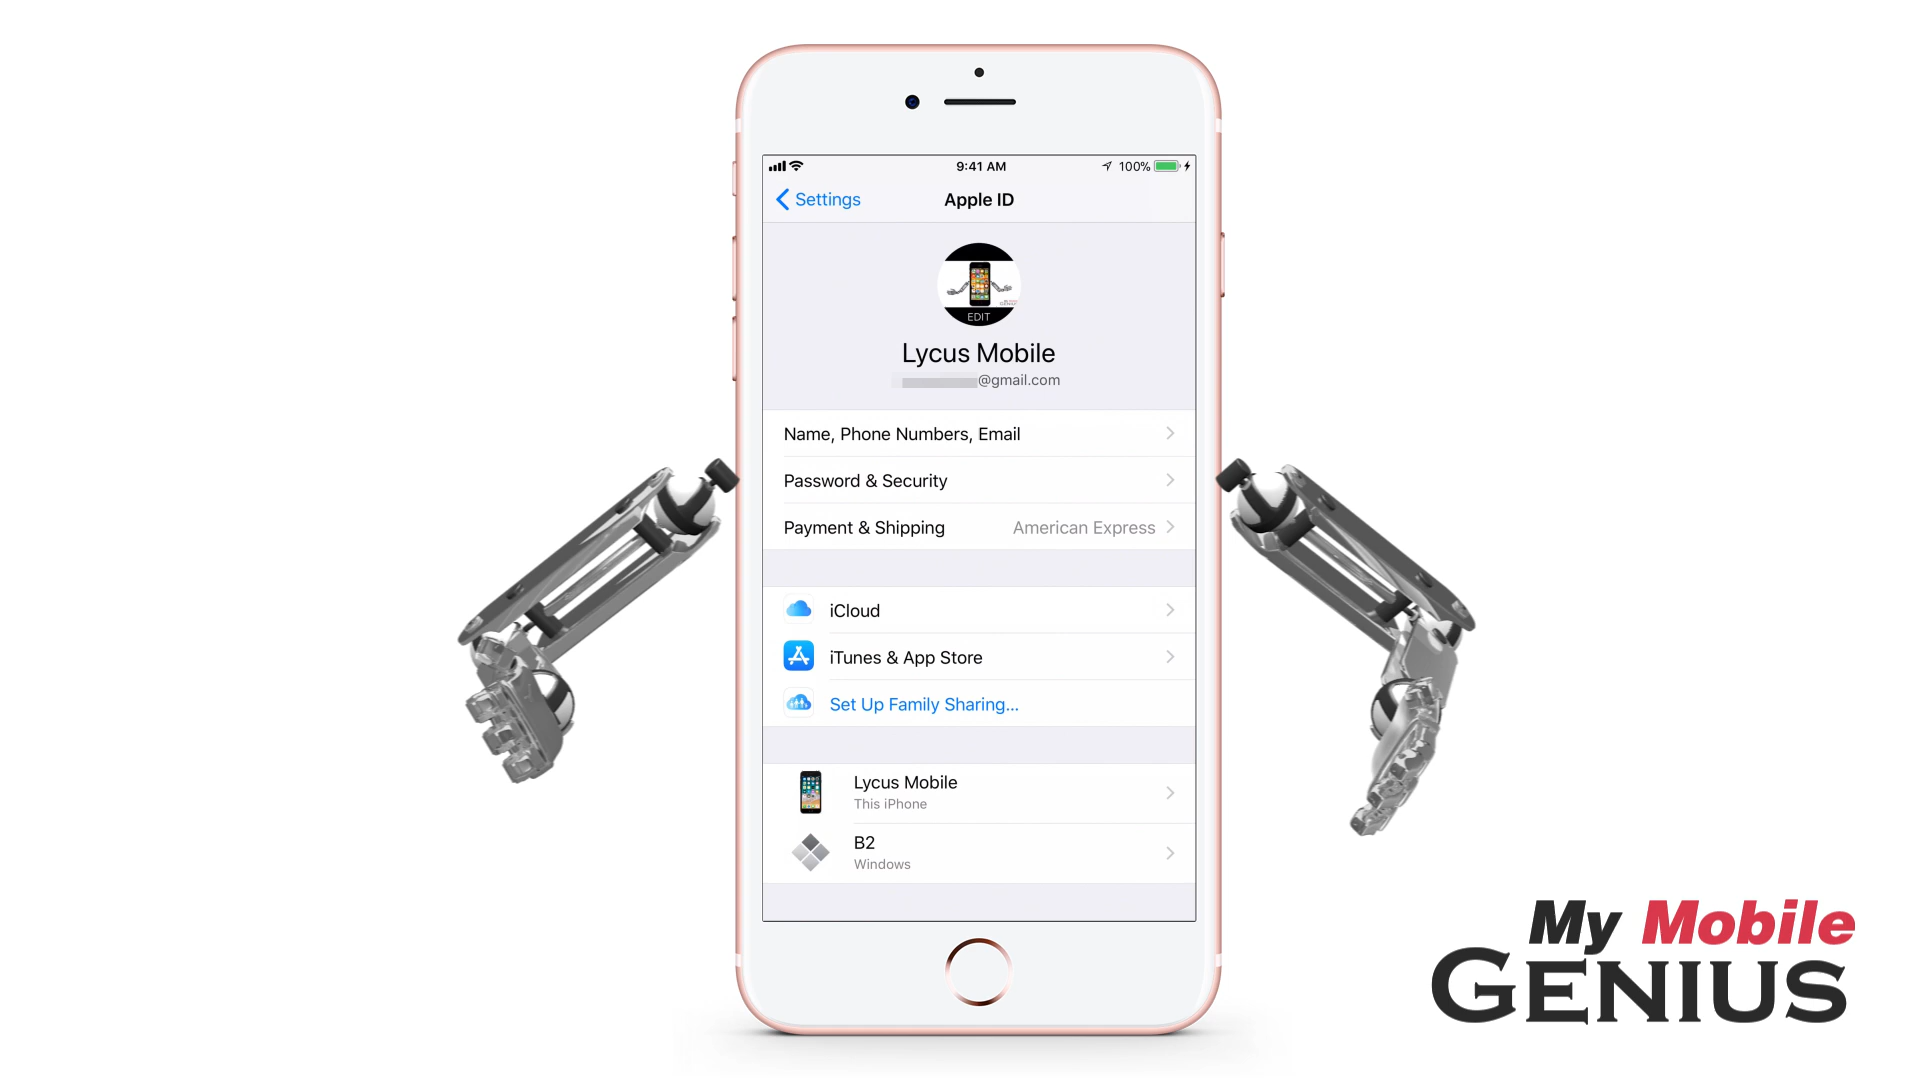 9:41 AM
100%
Settings
Apple ID
EDIT
Lycus Mobile
@gmail.com
Name, Phone Numbers, Email
Password & Security
Payment & Shipping American Express
iCloud
iTunes & App Store
Set Up Family Sharing...
Lycus Mobile
This iPhone
B2
Windows
My Mobile
GENIUS